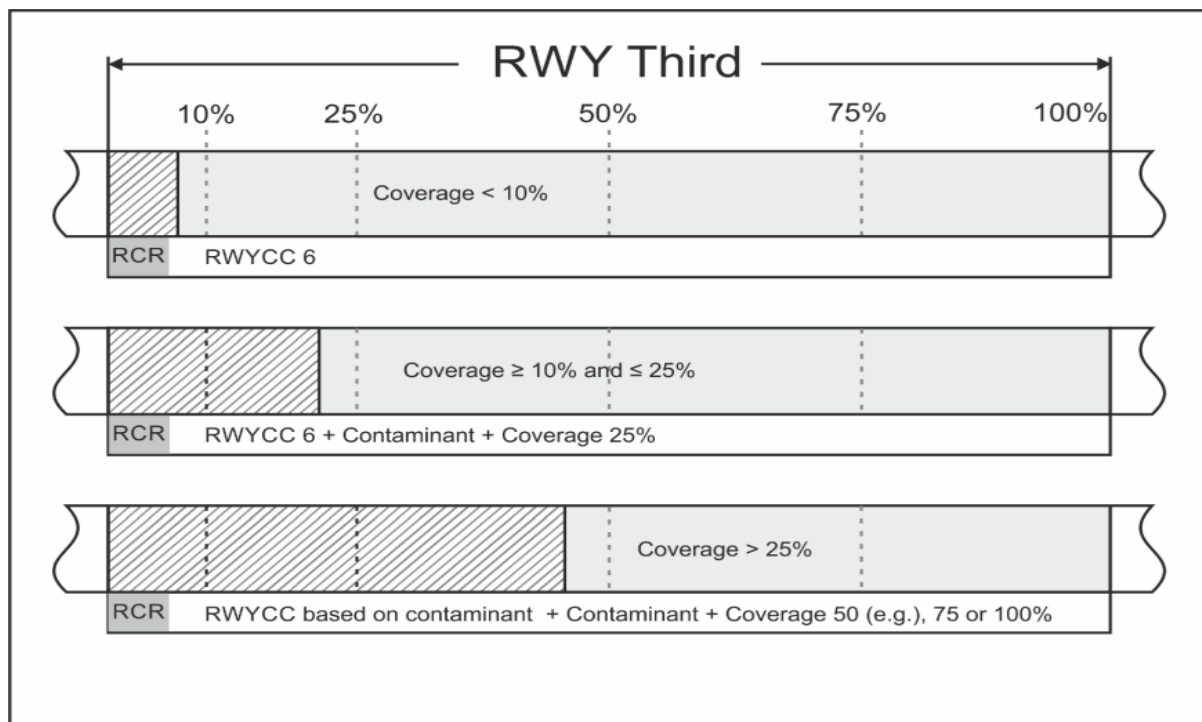 RWY Third
10% 25% 50% 75% 100%
Coverage < 10%
RCR RWYCC 6
Coverage ≥ 10% and ≤ 25%
RCR RWYCC 6 + Contaminant + Coverage 25%
Coverage > 25%
RCR RWYCC based on contaminant + Contaminant + Coverage 50 (e.g.), 75 or 100%